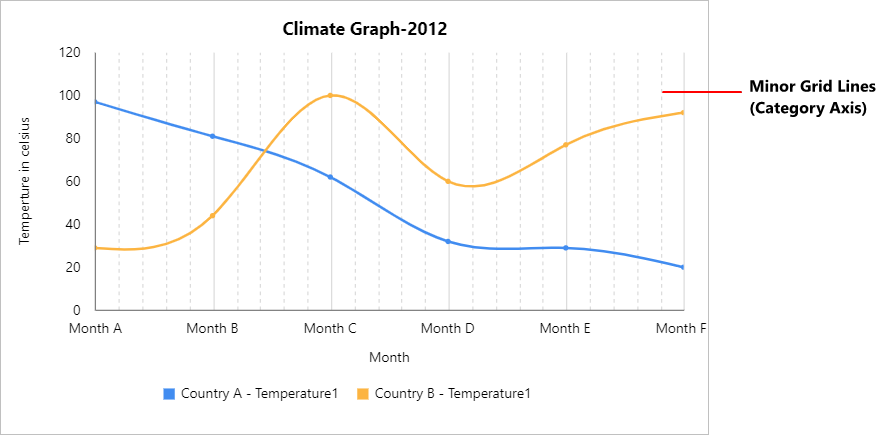 Climate Graph-2012
120
100
80
60
40
20
0
Temperture in celsius
Month A Month B Month C Month D Month E Month F
Month
Country A - Temperature1 Country B - Temperature1
Minor Grid Lines
(Category Axis)